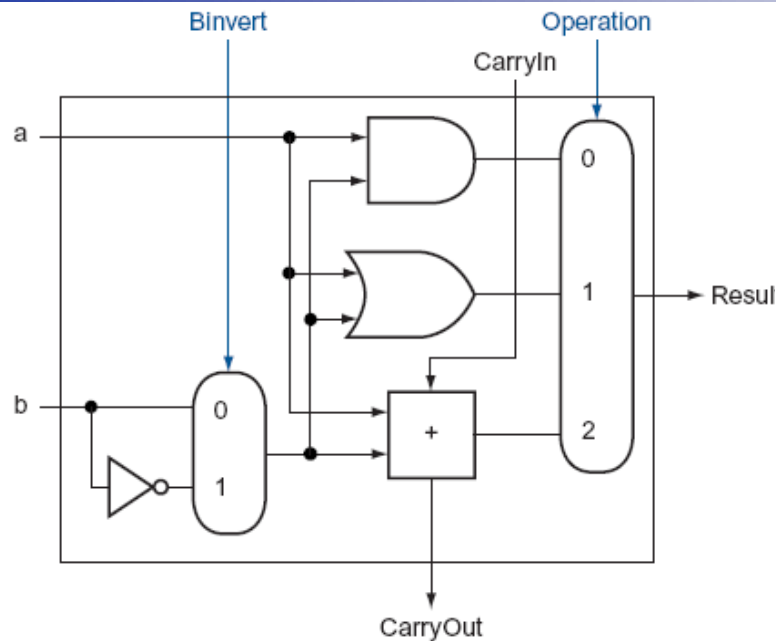 Binvert
Operation
CarryIn
a
0
1
Resul
b
0
+
2
1
CarryOut